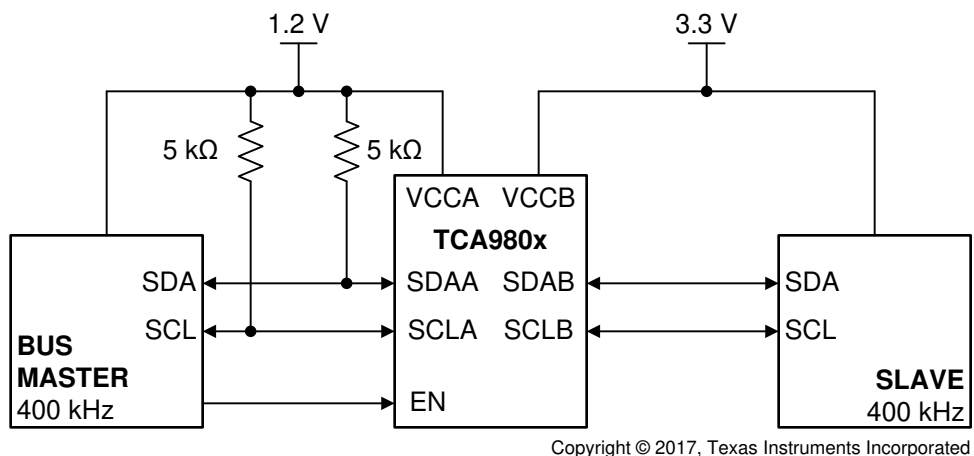 1.2 V
3.3 V
5 kΩ
5 kΩ
VCCA VCCB
TCA980x
SDA
SDAA SDAB
SDA
SCL
SCLA SCLB
SCL
BUS
MASTER
400 kHz
EN
SLAVE
400 kHz
Copyright © 2017, Texas Instruments Incorporated